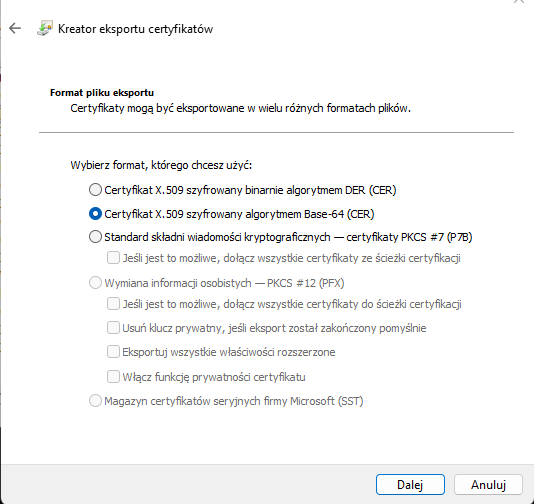 Kreator eksportu certyfikatów
Format pliku eksportu
Certyfikaty mogą być eksportowane w wielu różnych formatach plików.
Wybierz format, którego chcesz użyć:
Certyfikat X.509 szyfrowany binarnie algorytmem DER (CER)
Certyfikat X.509 szyfrowany algorytmem Base-64 (CER)
Standard składni wiadomości kryptograficznych — certyfikaty PKCS #7 (P7B)
Jeśli jest to możliwe, dołącz wszystkie certyfikaty ze ścieżki certyfikacji
Wymiana informacji osobistych — PKCS #12 (PFX)
Jeśli jest to możliwe, dołącz wszystkie certyfikaty do ścieżki certyfikacji
Usuń klucz prywatny, jeśli eksport został zakończony pomyślnie
Eksportuj wszystkie właściwości rozszerzone
Włącz funkcję prywatności certyfikatu
Magazyn certyfikatów seryjnych firmy Microsoft (SST)
Dalej
Anuluj